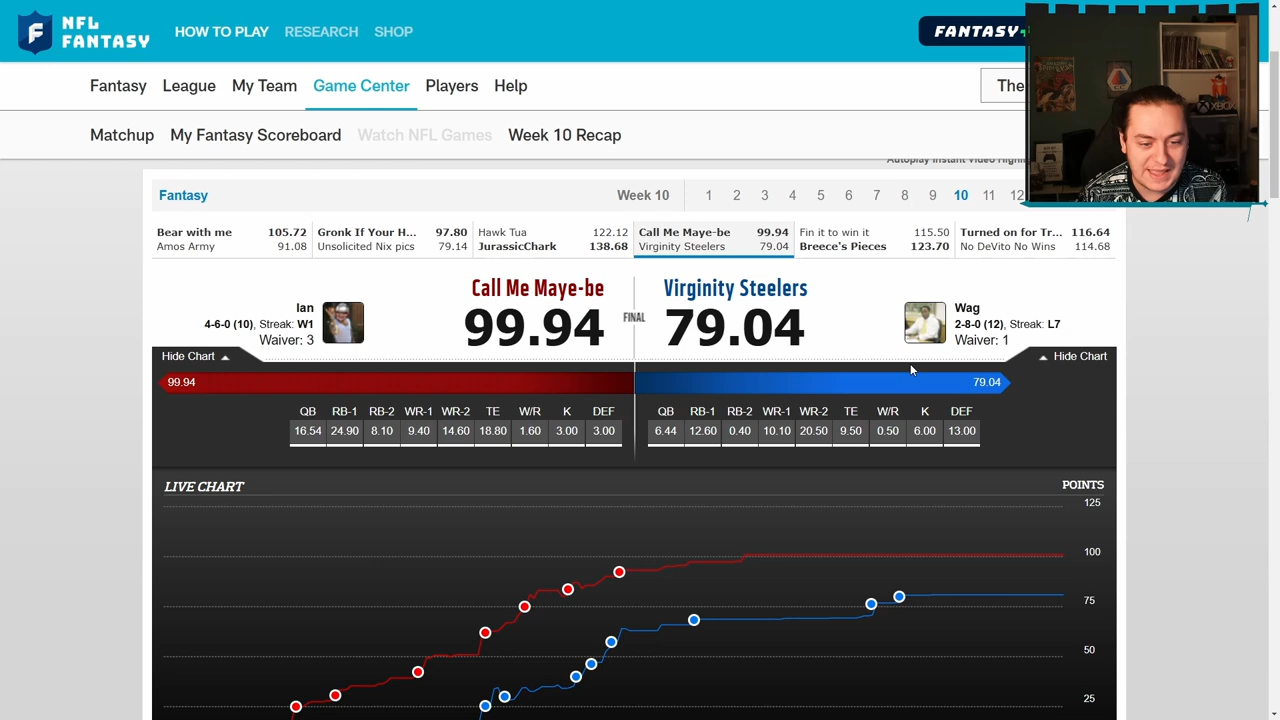 NFL
FANTASY
HOW TO PLAY RESEARCH SHOP
FANTASY+
Fantasy League My Team Game Center Players Help
The
Matchup My Fantasy Scoreboard Watch NFL Games Week 10 Recap
Fantasy Week 10 1 2 3 4 5 6 7 8 9 10 11 12
Bear with me 105.72 Gronk If Your H... 97.80 Hawk Tua 122.12 Call Me Maye-be 99.94 Fin it to win it 115.50 Turned on for Tr... 116.64
Amos Army 91.08 Unsolicited Nix pics 79.14 JurassicChark 138.68 Virginity Steelers 79.04 Breece's Pieces 123.70 No DeVito No Wins 114.68
Call Me Maye-be Virginity Steelers
Ian 99.94 FINAL 79.04 Wag
4-6-0 (10), Streak: W1 2-8-0 (12), Streak: L7
Waiver: 3 Waiver: 1
Hide Chart Hide Chart
99.94 79.04
QB RB-1 RB-2 WR-1 WR-2 TE W/R K DEF QB RB-1 RB-2 WR-1 WR-2 TE W/R K DEF
16.54 24.90 8.10 9.40 14.60 18.80 1.60 3.00 3.00 6.44 12.60 0.40 10.10 20.50 9.50 0.50 6.00 13.00
LIVE CHART POINTS
125
100
75
50
25
XBOX